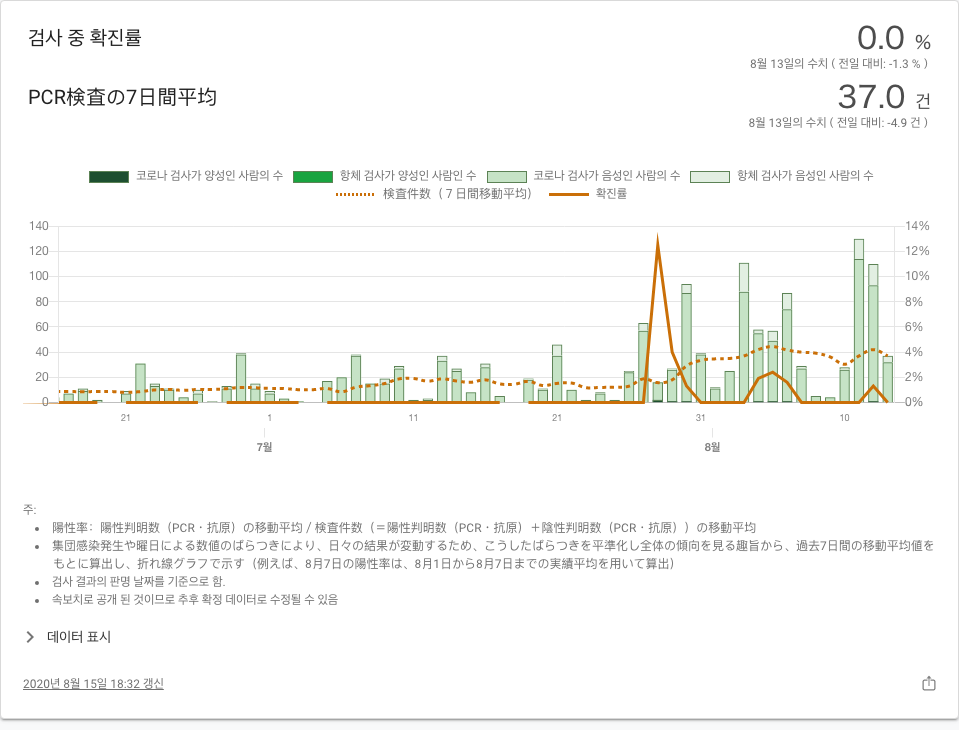 검사 중 확진률
0.0 %
8월 13일의 수치 ( 전일 대비: -1.3 % )
PCR検査の7日間平均
37.0 건
8월 13일의 수치 ( 전일 대비: -4.9 건 )
코로나 검사가 양성인 사람의 수 항체 검사가 양성인 사람인 수 코로나 검사가 음성인 사람의 수 항체 검사가 음성인 사람의 수
検査件数（７日間移動平均） 확진률
140 14%
120 12%
100 10%
80 8%
60 6%
40 4%
20 2%
0 0%
21 1 11 21 31 10
7월 8월
주:
陽性率：陽性判明数（PCR・抗原）の移動平均 / 検査件数（＝陽性判明数（PCR・抗原）＋陰性判明数（PCR・抗原））の移動平均
集団感染発生や曜日による数値のばらつきにより、日々の結果が変動するため、こうしたばらつきを平準化し全体の傾向を見る趣旨から、過去7日間の移動平均値を
もとに算出し、折れ線グラフで示す（例えば、8月7日の陽性率は、8月1日から8月7日までの実績平均を用いて算出）
검사 결과의 판명 날짜를 기준으로 함.
속보치로 공개 된 것이므로 추후 확정 데이터로 수정될 수 있음
데이터 표시
2020년 8월 15일 18:32 갱신